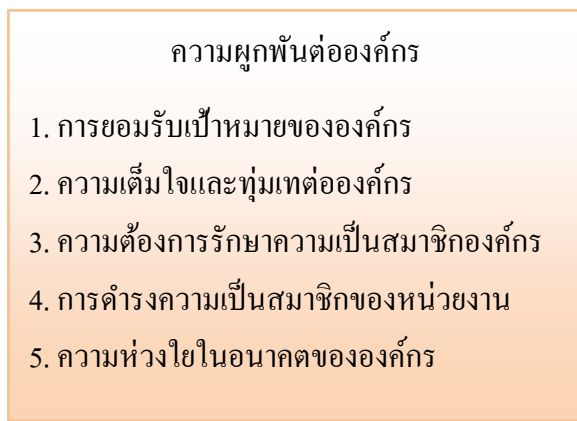 ความผูกพันต่อองค์กร
1. การยอมรับเป้าหมายขององค์กร
2. ความเต็มใจและทุ่มเทต่อองค์กร
3. ความต้องการรักษาความเป็นสมาชิกองค์กร
4. การดำรงความเป็นสมาชิกของหน่วยงาน
5. ความห่วงใยในอนาคตขององค์กร